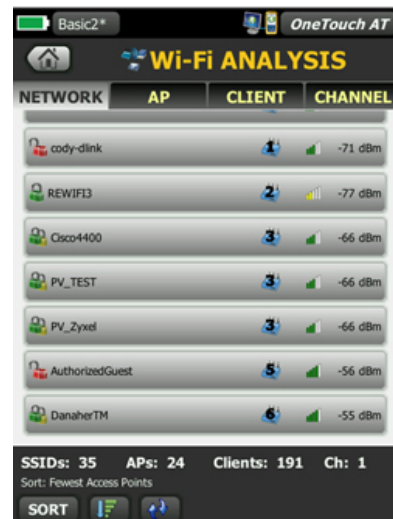 Basic2*
OneTouch AT
Wi-Fi ANALYSIS
NETWORK AP CLIENT CHANNEL
cody-dlink 1 -71 dBm
REWIFI3 2 -77 dBm
Cisco4400 3 -66 dBm
PV_TEST 3 -66 dBm
PV_Zyxel 3 -66 dBm
AuthorizedGuest 5 -56 dBm
DanaherTM 6 -55 dBm
SSIDs: 35 APs: 24 Clients: 191 Ch: 1
Sort: Fewest Access Points
SORT